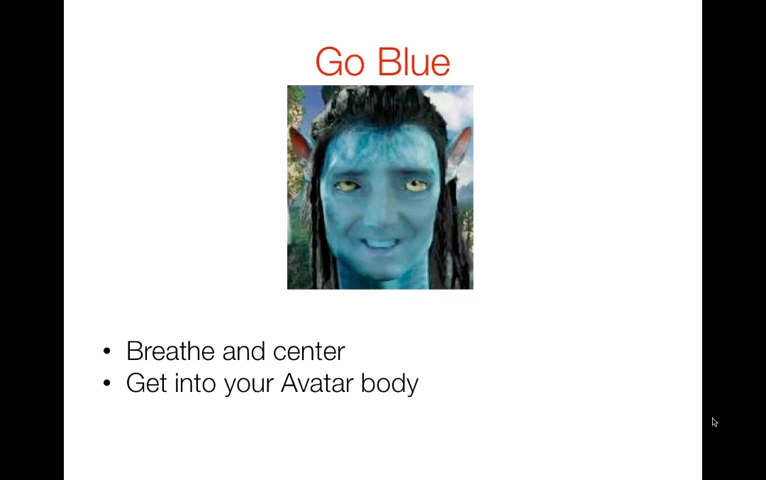 Go Blue
• Breathe and center
• Get into your Avatar body